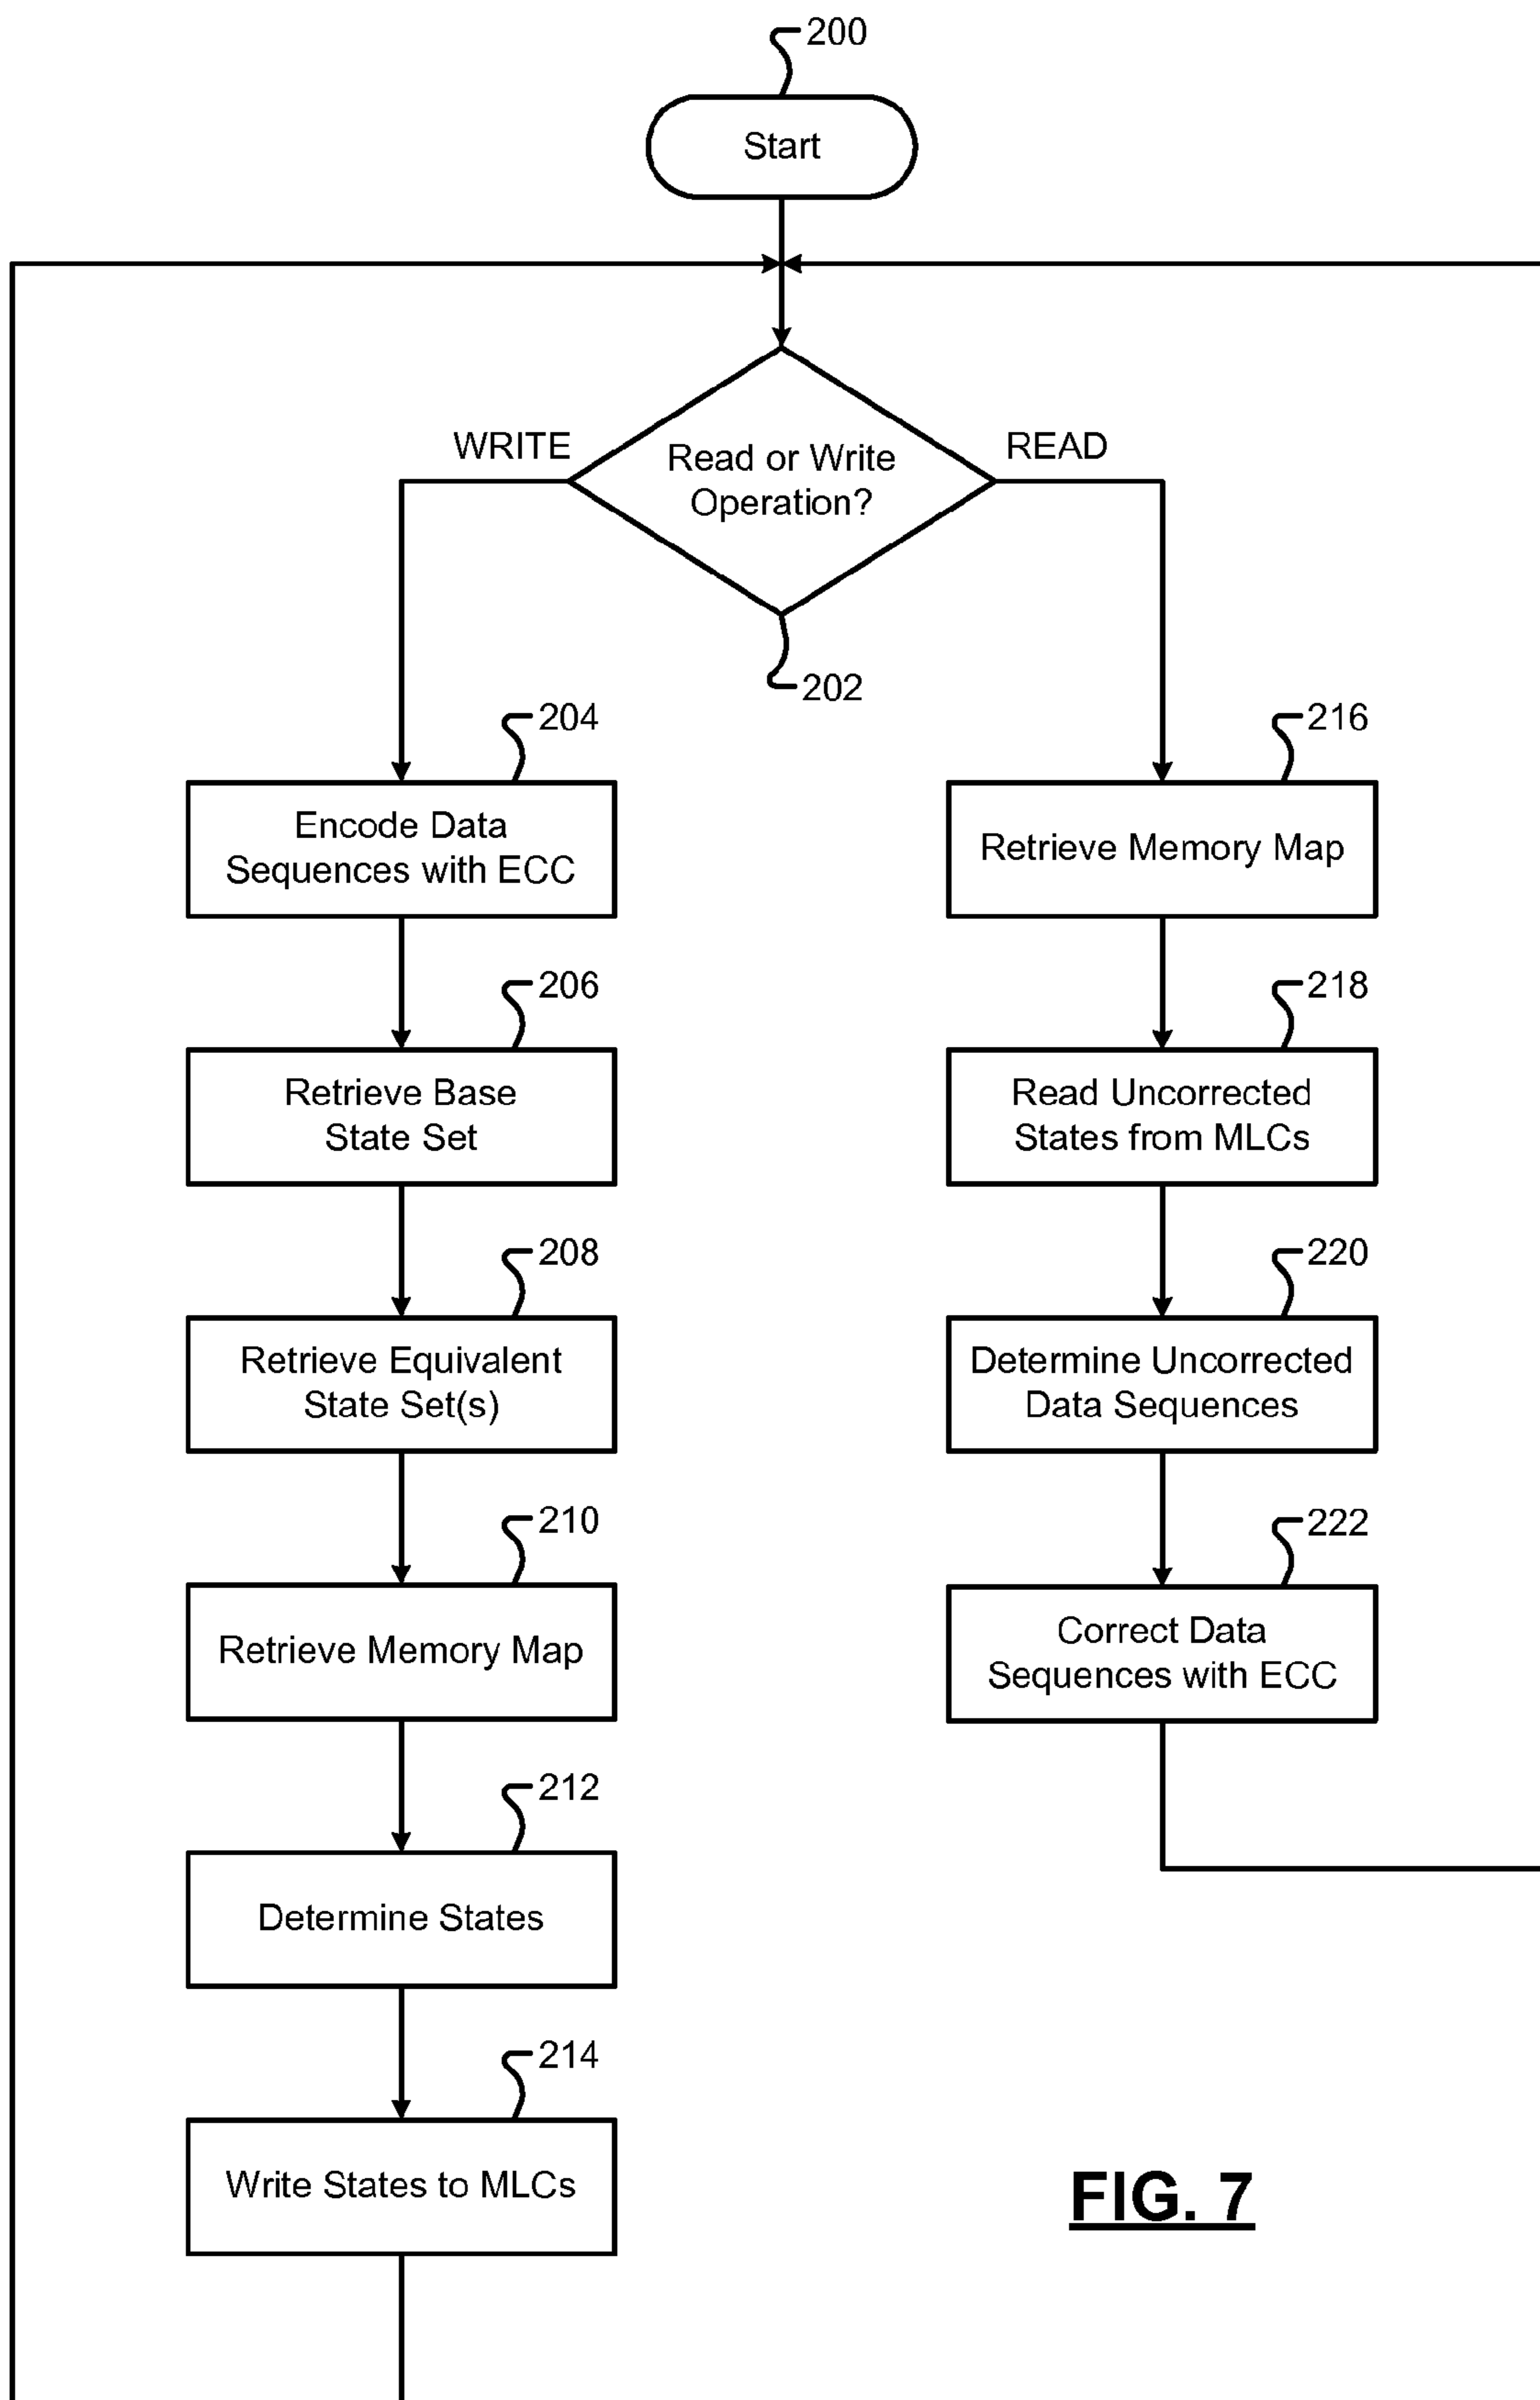 200
Start
WRITE
READ
Read or Write
Operation?
202
204
Encode Data
Sequences with ECC
206
Retrieve Base
State Set
208
Retrieve Equivalent
State Set(s)
210
Retrieve Memory Map
212
Determine States
214
Write States to MLCs
216
Retrieve Memory Map
218
Read Uncorrected
States from MLCs
220
Determine Uncorrected
Data Sequences
222
Correct Data
Sequences with ECC
FIG. 7